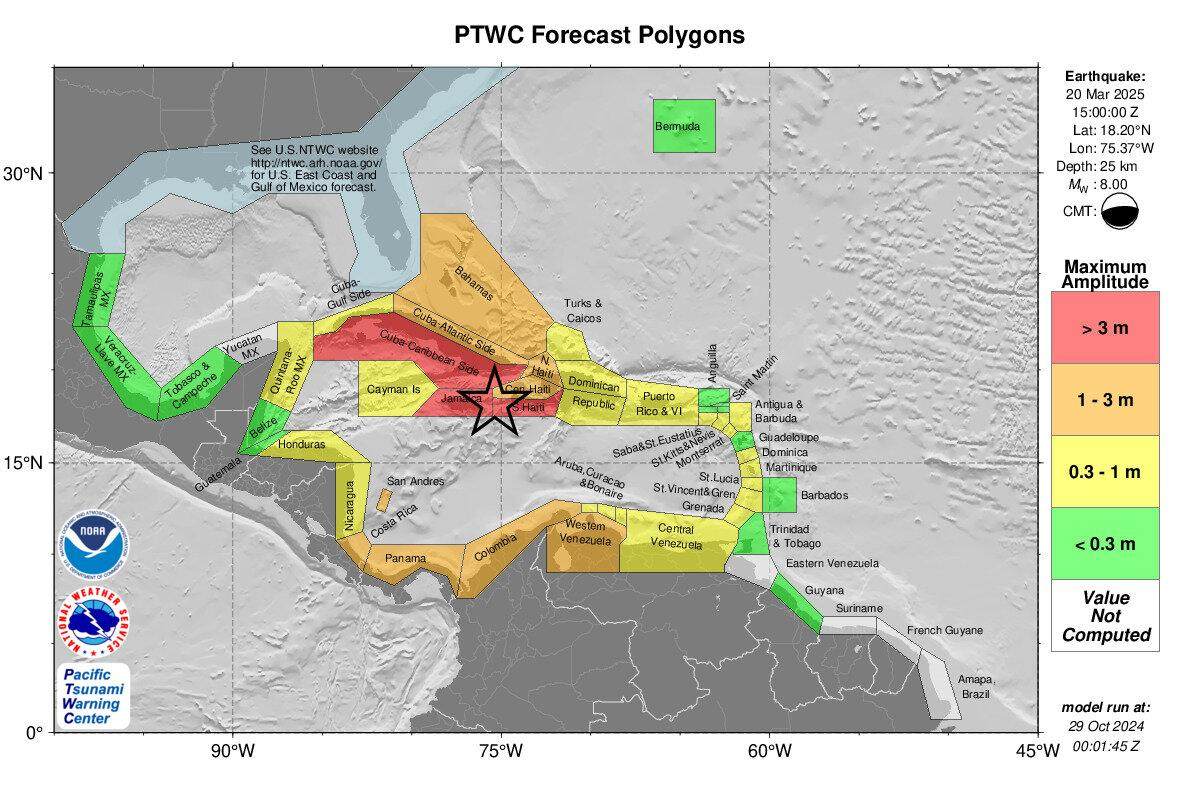 PTWC Forecast Polygons
30°N
15°N
0°
90°W
75°W
60°W
45°W
See U.S.NTWC website
http://ntwc.arh.noaa.gov/
for U.S. East Coast and
Gulf of Mexico forecast.
Bermuda
Tamaulipas
MX
Veracruz-
Llave MX
Tobasco &
Campeche
Yucatan
MX
Quintana-
Roo MX
Belize
Guatemala
Honduras
Nicaragua
Costa Rica
San Andres
Panama
Colombia
Cuba-
Gulf Side
Bahamas
Cuba-Atlantic Side
Cuba-Caribbean Side
Cayman Is
Jamaica
N
Haiti
Cen.Haiti
S.Haiti
Turks &
Caicos
Dominican
Republic
Puerto
Rico & VI
Anguilla
Saint Martin
Antigua &
Barbuda
Saba&St.Eustatius
St.Kitts&Nevis
Montserrat
Guadeloupe
Dominica
Martinique
St.Lucia
St.Vincent&Gren
Barbados
Grenada
Aruba,Curacao
&Bonaire
Western
Venezuela
Central
Venezuela
Trinidad
& Tobago
Eastern Venezuela
Guyana
Suriname
French Guyane
Amapa,
Brazil
NOAA
NATIONAL WEATHER SERVICE
Pacific
Tsunami
Warning
Center
Earthquake:
20 Mar 2025
15:00:00 Z
Lat: 18.20°N
Lon: 75.37°W
Depth: 25 km
MW : 8.00
CMT:
Maximum
Amplitude
> 3 m
1 - 3 m
0.3 - 1 m
< 0.3 m
Value
Not
Computed
model run at:
29 Oct 2024
00:01:45 Z